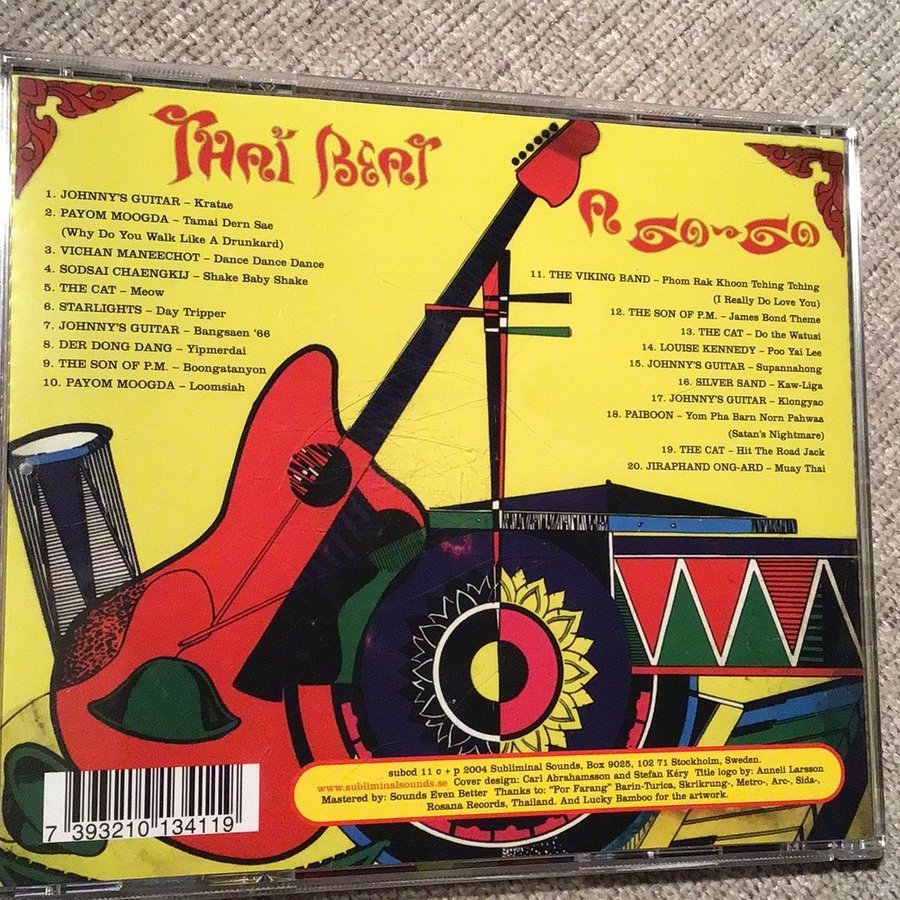 THAI BEAT
A GO-GO
1. JOHNNY'S GUITAR – Kratae
2. PAYOM MOOGDA – Tamai Dern Sae
(Why Do You Walk Like A Drunkard)
3. VICHAN MANEECHOT – Dance Dance Dance
4. SODSAI CHAENGKIJ – Shake Baby Shake
5. THE CAT – Meow
6. STARLIGHTS – Day Tripper
7. JOHNNY'S GUITAR – Bangsaen '66
8. DER DONG DANG – Yipmerdai
9. THE SON OF P.M. – Boongatanyon
10. PAYOM MOOGDA – Loomsiah
11. THE VIKING BAND – Phom Rak Khoon Tching Tching
(I Really Do Love You)
12. THE SON OF P.M. – James Bond Theme
13. THE CAT – Do the Watusi
14. LOUISE KENNEDY – Poo Yai Lee
15. JOHNNY'S GUITAR – Supannahong
16. SILVER SAND – Kaw-Liga
17. JOHNNY'S GUITAR – Klongyao
18. PAIBOON – Yom Pha Barn Norn Pahwaa
(Satan's Nightmare)
19. THE CAT – Hit The Road Jack
20. JIRAPHAND ONG-ARD – Muay Thai
subcd 11 c + p 2004 Subliminal Sounds, Box 9025, 102 71 Stockholm, Sweden.
www.subliminalsounds.se Cover design: Carl Abrahamsson and Stefan Kéry Title logo by: Anneli Larsson
Mastered by: Sounds Even Better Thanks to: "Por Farang" Barin-Turica, Skrikrung-, Metro-, Arc-, Sida-,
Rosana Records, Thailand. And Lucky Bamboo for the artwork.
7 393210 134119